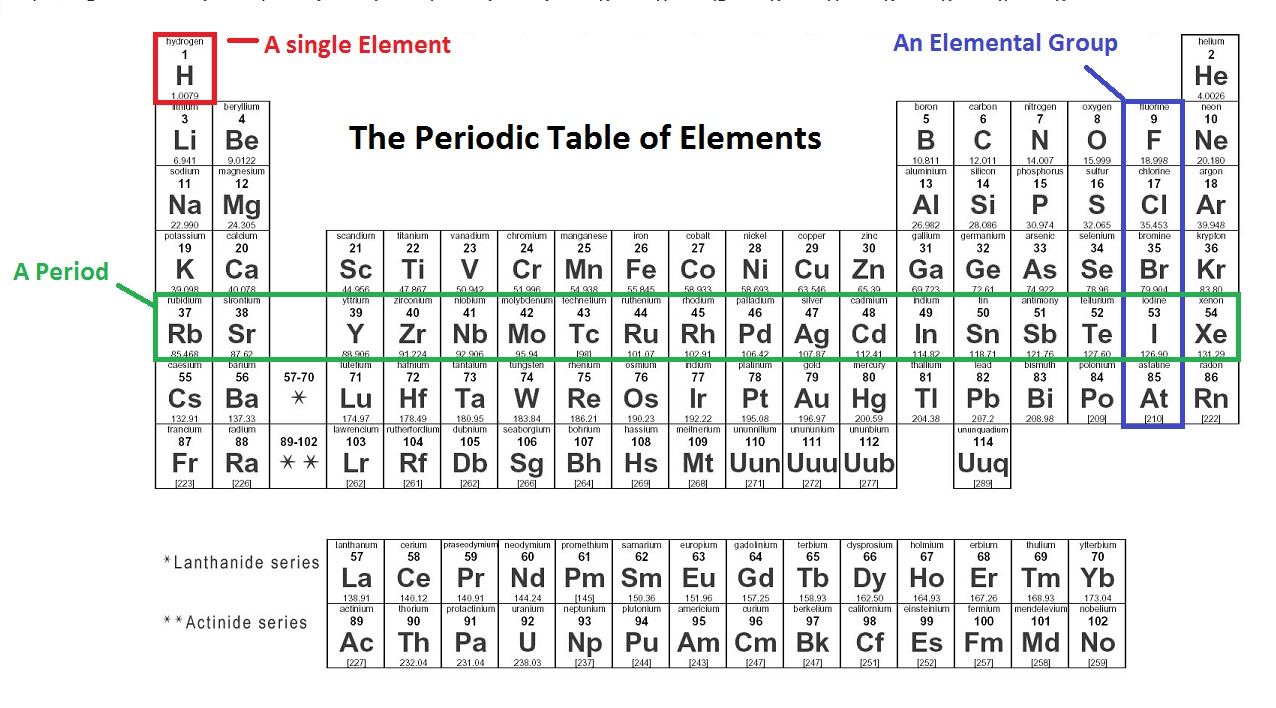 hydrogen A single Element An Elemental Group helium
1 2
H He
1.0079 4.0026
lithium beryllium boron carbon nitrogen oxygen fluorine neon
3 4 5 6 7 8 9 10
Li Be The Periodic Table of Elements B C N O F Ne
6.941 9.0122 10.811 12.011 14.007 15.999 18.998 20.180
sodium magnesium aluminium silicon phosphorus sulfur chlorine argon
11 12 13 14 15 16 17 18
Na Mg Al Si P S Cl Ar
22.990 24.305 26.982 28.086 30.974 32.065 35.453 39.948
potassium calcium scandium titanium vanadium chromium manganese iron cobalt nickel copper zinc gallium germanium arsenic selenium bromine krypton
19 20 21 22 23 24 25 26 27 28 29 30 31 32 33 34 35 36
A Period K Ca Sc Ti V Cr Mn Fe Co Ni Cu Zn Ga Ge As Se Br Kr
39.098 40.078 44.956 47.867 50.942 51.996 54.938 55.845 58.933 58.693 63.546 65.39 69.723 72.61 74.922 78.96 79.904 83.80
rubidium strontium yttrium zirconium niobium molybdenum technetium ruthenium rhodium palladium silver cadmium indium tin antimony tellurium iodine xenon
37 38 39 40 41 42 43 44 45 46 47 48 49 50 51 52 53 54
Rb Sr Y Zr Nb Mo Tc Ru Rh Pd Ag Cd In Sn Sb Te I Xe
85.468 87.62 88.906 91.224 92.906 95.94 [98] 101.07 102.91 106.42 107.87 112.41 114.82 118.71 121.76 127.60 126.90 131.29
caesium barium lutetium hafnium tantalum tungsten rhenium osmium iridium platinum gold mercury thallium lead bismuth polonium astatine radon
55 56 57-70 71 72 73 74 75 76 77 78 79 80 81 82 83 84 85 86
Cs Ba * Lu Hf Ta W Re Os Ir Pt Au Hg Tl Pb Bi Po At Rn
132.91 137.33 174.97 178.49 180.95 183.84 186.21 190.23 192.22 195.08 196.97 200.59 204.38 207.2 208.98 [209] [210] [222]
francium radium lawrencium rutherfordium dubnium seaborgium bohrium hassium meitnerium ununnilium unununium ununbium ununquadium
87 88 89-102 103 104 105 106 107 108 109 110 111 112 114
Fr Ra * * Lr Rf Db Sg Bh Hs Mt Uun Uuu Uub Uuq
[223] [226] [262] [261] [262] [266] [264] [269] [268] [271] [272] [277] [289]
lanthanum cerium praseodymium neodymium promethium samarium europium gadolinium terbium dysprosium holmium erbium thulium ytterbium
57 58 59 60 61 62 63 64 65 66 67 68 69 70
*Lanthanide series La Ce Pr Nd Pm Sm Eu Gd Tb Dy Ho Er Tm Yb
138.91 140.12 140.91 144.24 [145] 150.36 151.96 157.25 158.93 162.50 164.93 167.26 168.93 173.04
actinium thorium protactinium uranium neptunium plutonium americium curium berkelium californium einsteinium fermium mendelevium nobelium
**Actinide series 89 90 91 92 93 94 95 96 97 98 99 100 101 102
Ac Th Pa U Np Pu Am Cm Bk Cf Es Fm Md No
[227] 232.04 231.04 238.03 [237] [244] [243] [247] [247] [251] [252] [257] [258] [259]